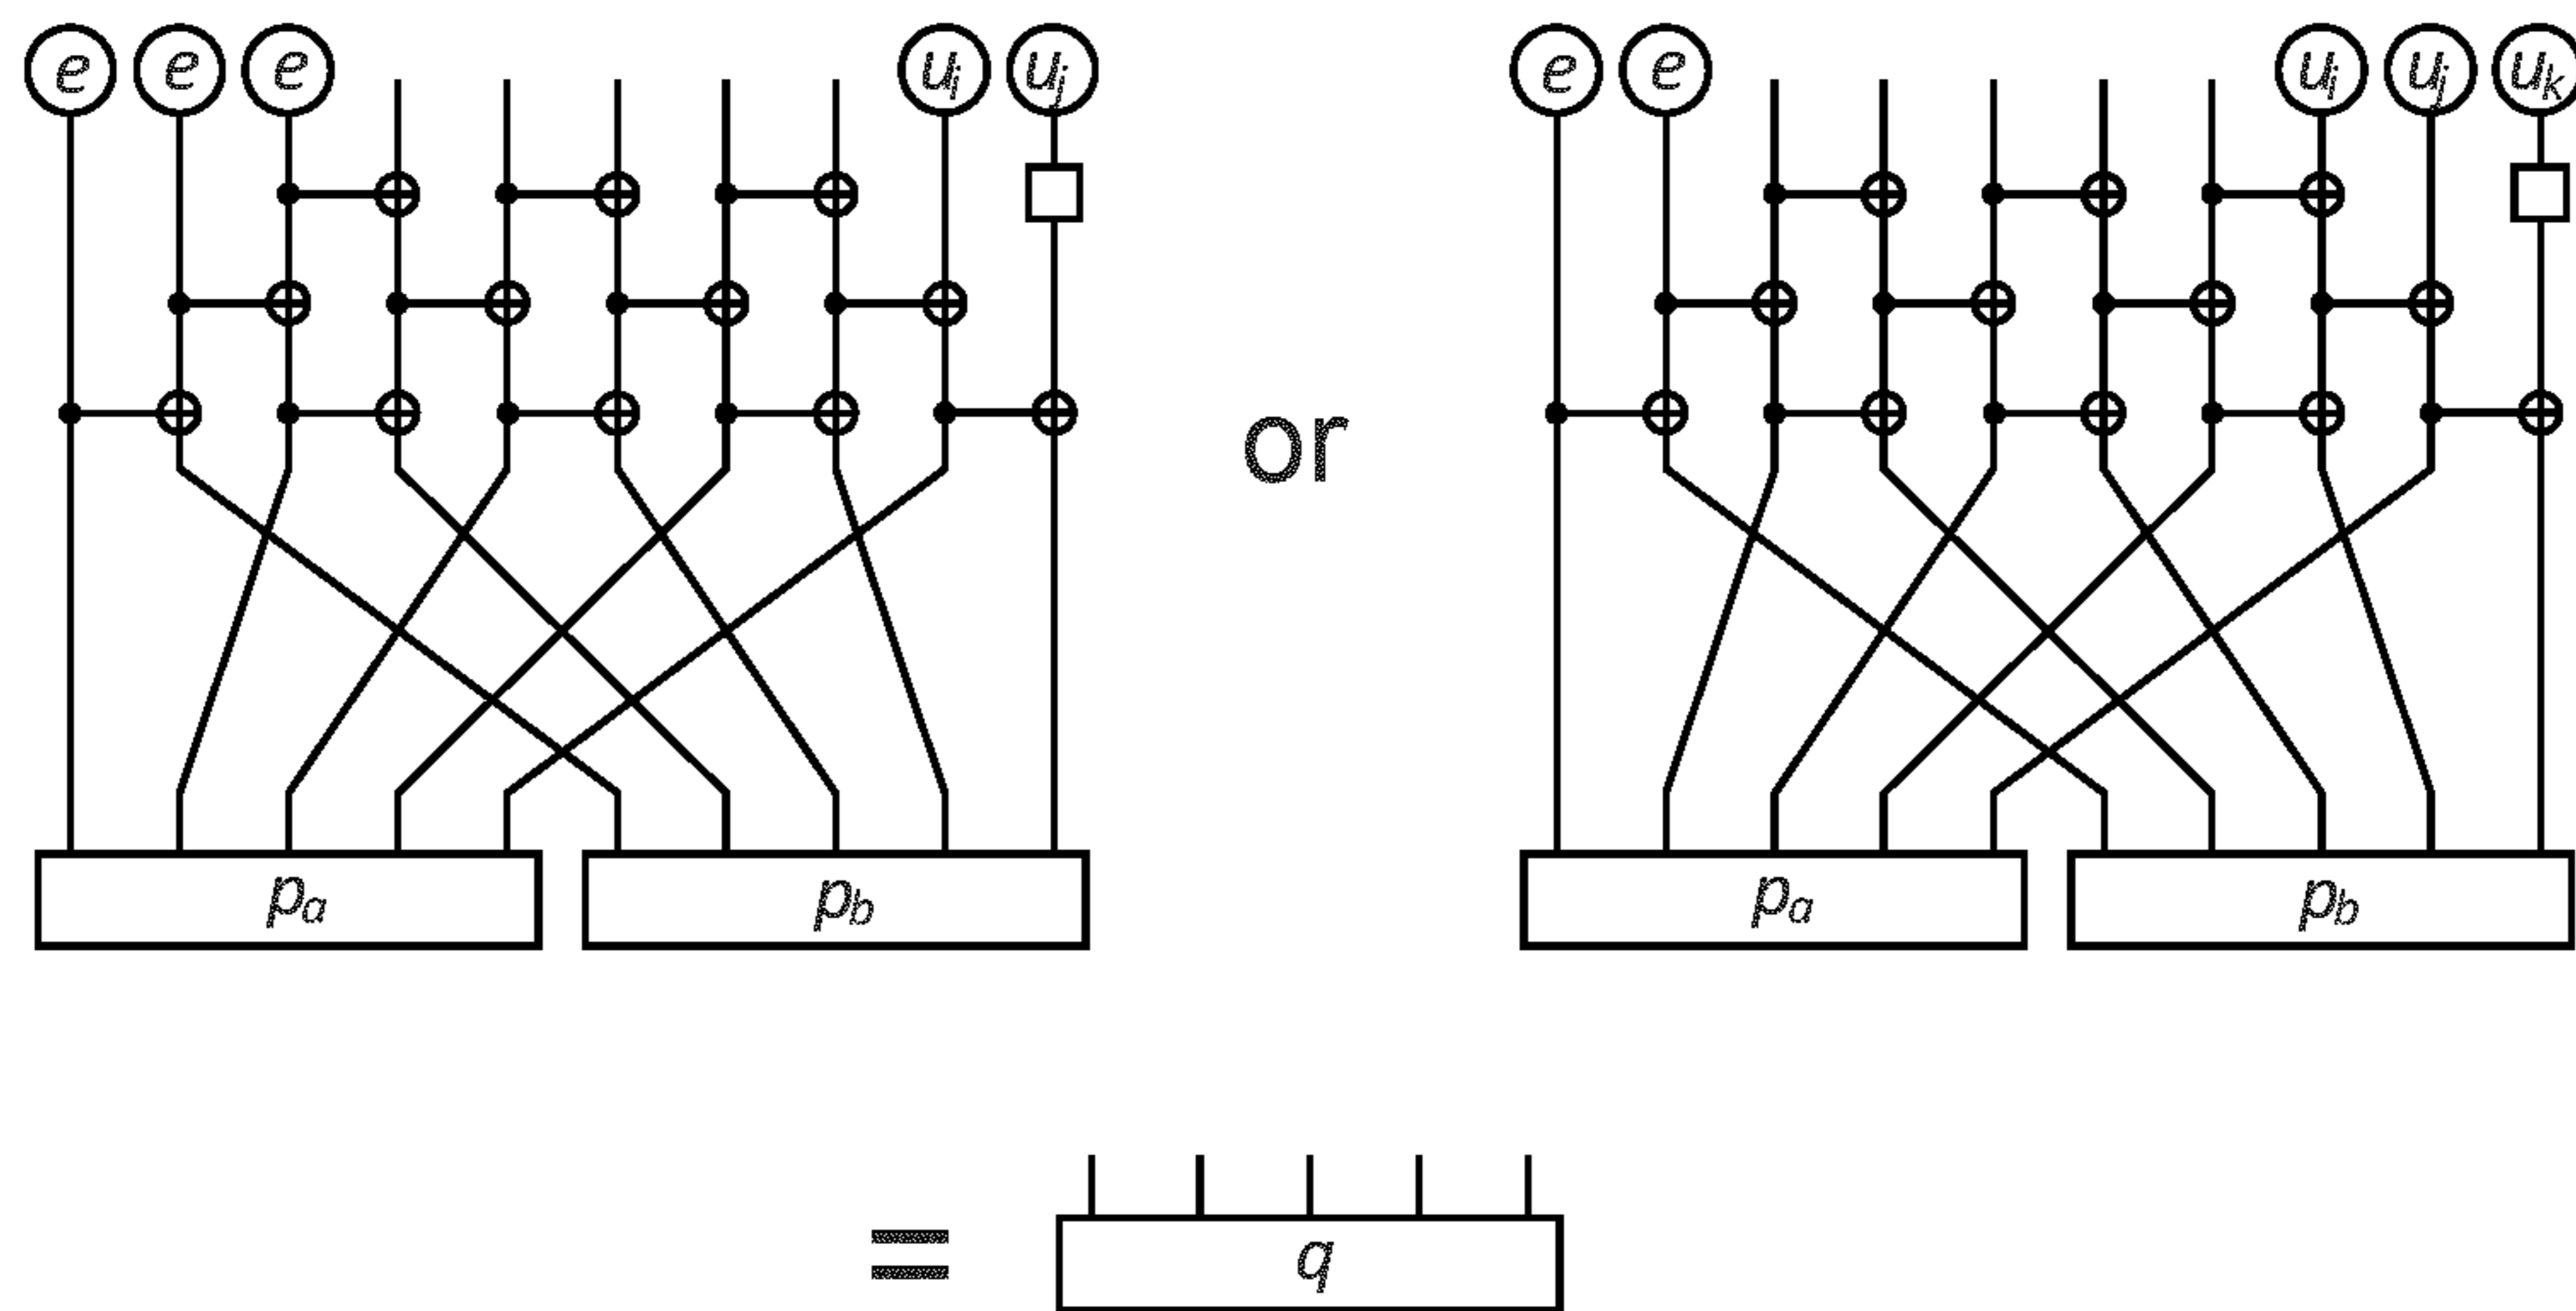 e e e u_i u_j e e u_i u_j u_k
or
p_a p_b p_a p_b
= q